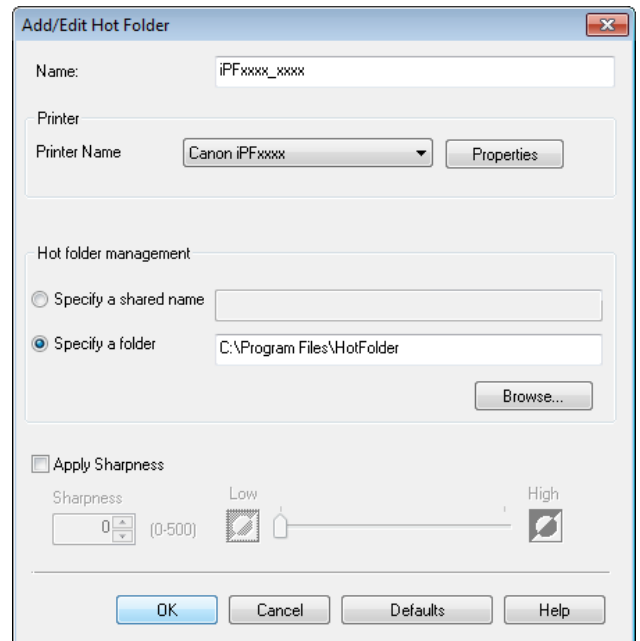 Add/Edit Hot Folder
Name: iPFxxxx_xxxx
Printer
Printer Name Canon iPFxxxx Properties
Hot folder management
Specify a shared name
Specify a folder C:\Program Files\HotFolder
Browse...
Apply Sharpness
Sharpness Low High
0 (0-500)
OK Cancel Defaults Help